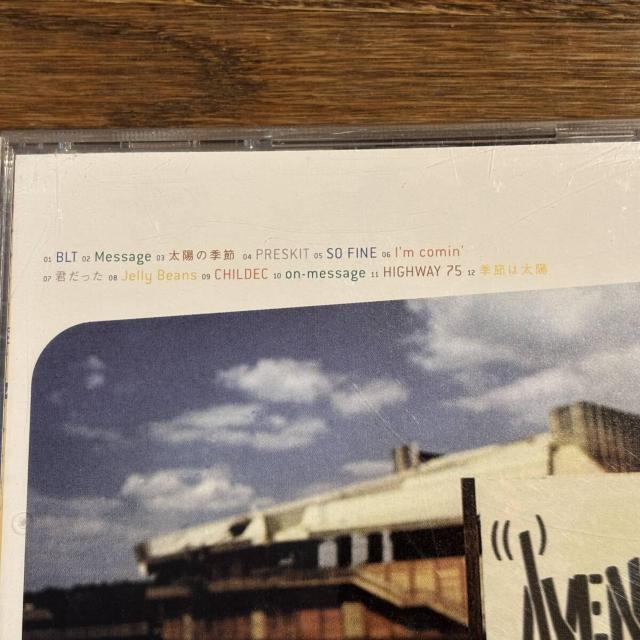 01 BLT 02 Message 03 太陽の季節 04 PRESKIT 05 SO FINE 06 I'm comin'
07 君だった 08 Jelly Beans 09 CHILDEC 10 on-message 11 HIGHWAY 75 12 季節は太陽